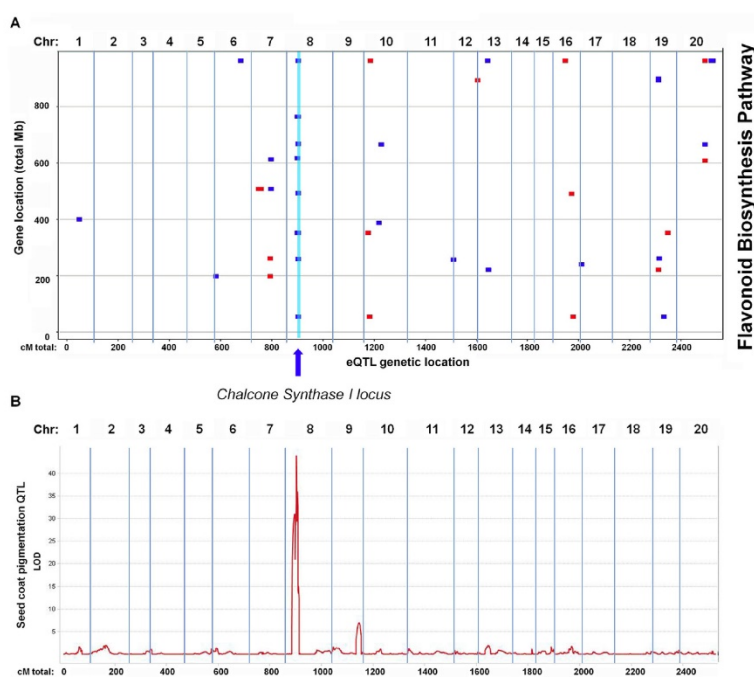 A
Chr: 1 2 3 4 5 6 7 8 9 10 11 12 13 14 15 16 17 18 19 20
Gene location (total Mb)
800
600
400
200
0
Flavonoid Biosynthesis Pathway
cM total: 0 200 400 600 800 1000 1200 1400 1600 1800 2000 2200 2400
eQTL genetic location
Chalcone Synthase I locus
B
Chr: 1 2 3 4 5 6 7 8 9 10 11 12 13 14 15 16 17 18 19 20
Seed coat pigmentation QTL
LOD
40
35
30
25
20
15
10
5
cM total: 0 200 400 600 800 1000 1200 1400 1600 1800 2000 2200 2400